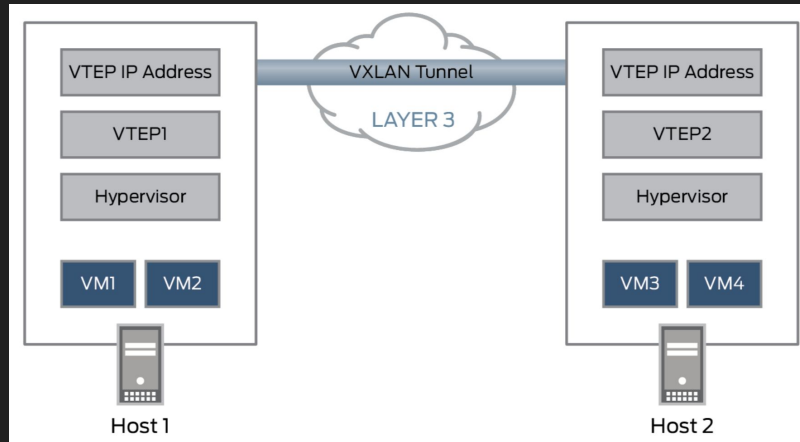 VTEP IP Address
VTEP1
Hypervisor
VM1
VM2
Host 1
VXLAN Tunnel
LAYER 3
VTEP IP Address
VTEP2
Hypervisor
VM3
VM4
Host 2